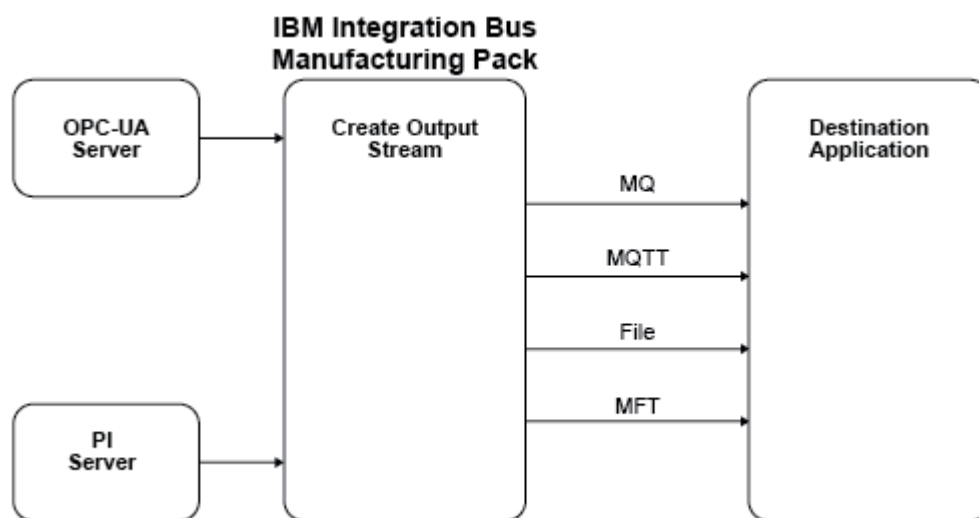 IBM Integration Bus
Manufacturing Pack
OPC-UA
Server
Create Output
Stream
Destination
Application
MQ
MQTT
File
MFT
PI
Server